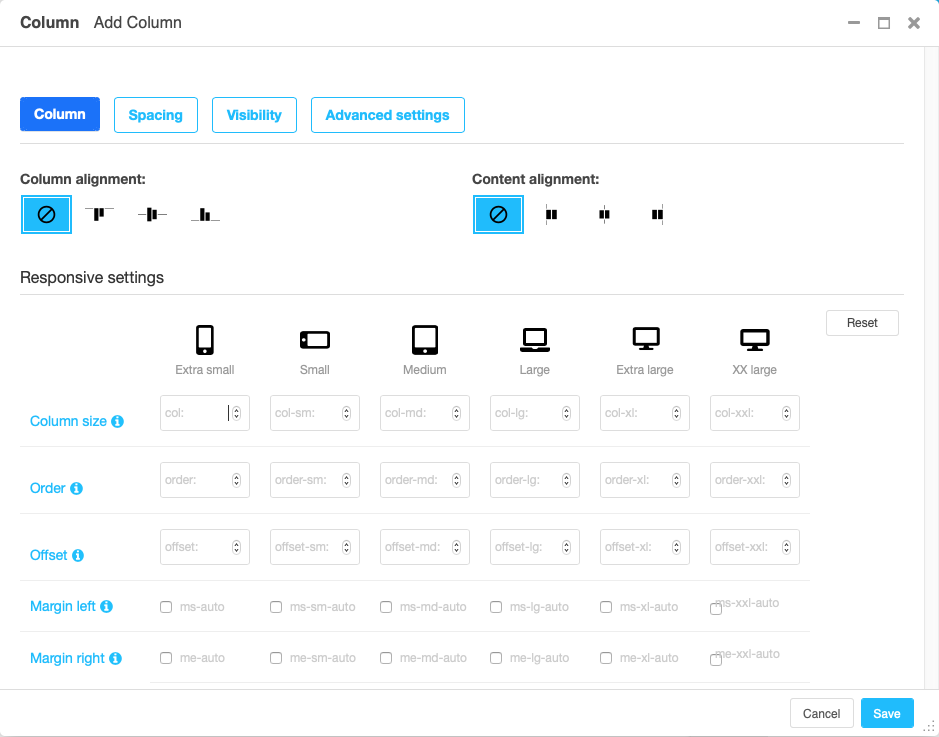 Column Add Column
Column Spacing Visibility Advanced settings
Column alignment: Content alignment:
Responsive settings
Reset
Extra small Small Medium Large Extra large XX large
Column size col: col-sm: col-md: col-lg: col-xl: col-xxl:
Order order: order-sm: order-md: order-lg: order-xl: order-xxl:
Offset offset: offset-sm: offset-md: offset-lg: offset-xl: offset-xxl:
Margin left ms-auto ms-sm-auto ms-md-auto ms-lg-auto ms-xl-auto ms-xxl-auto
Margin right me-auto me-sm-auto me-md-auto me-lg-auto me-xl-auto me-xxl-auto
Cancel Save